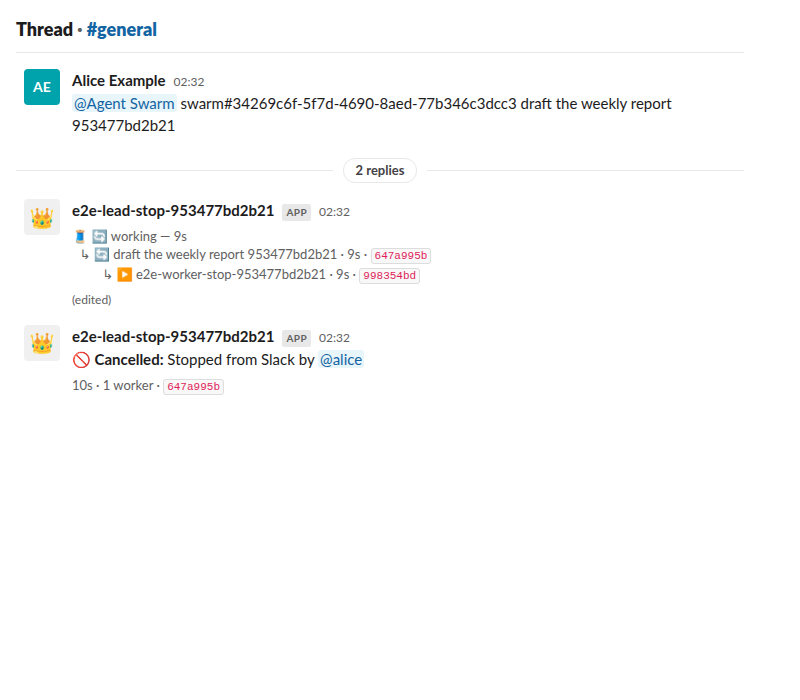 Thread • #general
AE
Alice Example 02:32
@Agent Swarm swarm#34269c6f-5f7d-4690-8aed-77b346c3dcc3 draft the weekly report
953477bd2b21
2 replies
e2e-lead-stop-953477bd2b21 APP 02:32
working — 9s
↳ draft the weekly report 953477bd2b21 · 9s · 647a995b
↳ e2e-worker-stop-953477bd2b21 · 9s · 998354bd
(edited)
e2e-lead-stop-953477bd2b21 APP 02:32
Cancelled: Stopped from Slack by @alice
10s · 1 worker · 647a995b